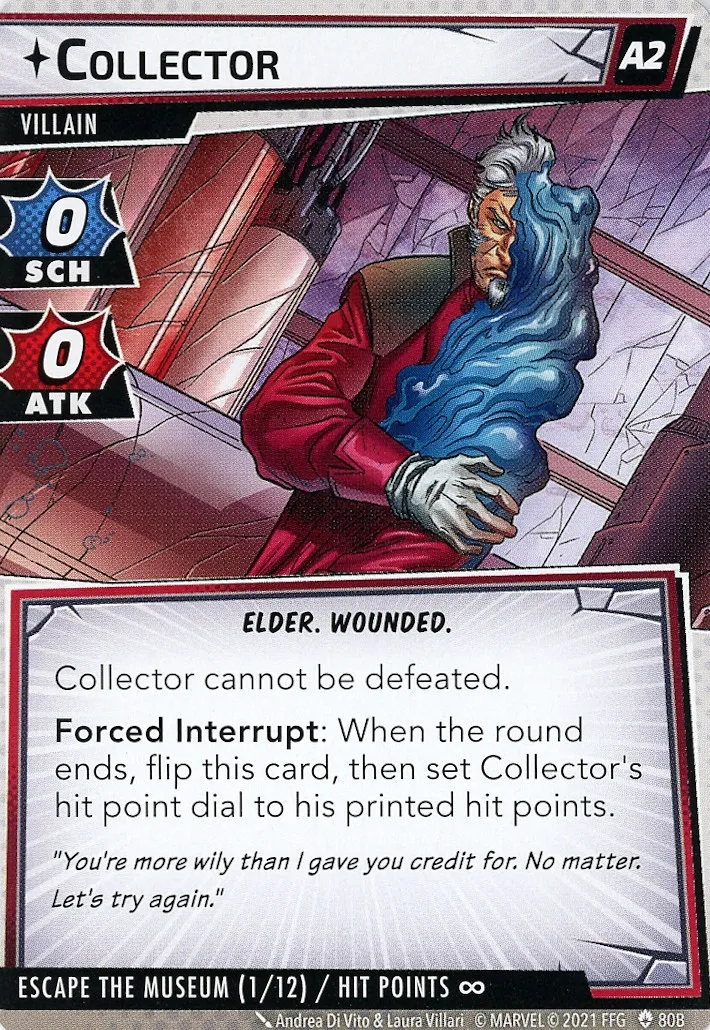 COLLECTOR
A2
VILLAIN
0
SCH
0
ATK
ELDER. WOUNDED.
Collector cannot be defeated.
Forced Interrupt: When the round
ends, flip this card, then set Collector's
hit point dial to his printed hit points.
"You're more wily than I gave you credit for. No matter.
Let's try again."
ESCAPE THE MUSEUM (1/12) / HIT POINTS ∞
Andrea Di Vito & Laura Villari © MARVEL © 2021 FFG 80B